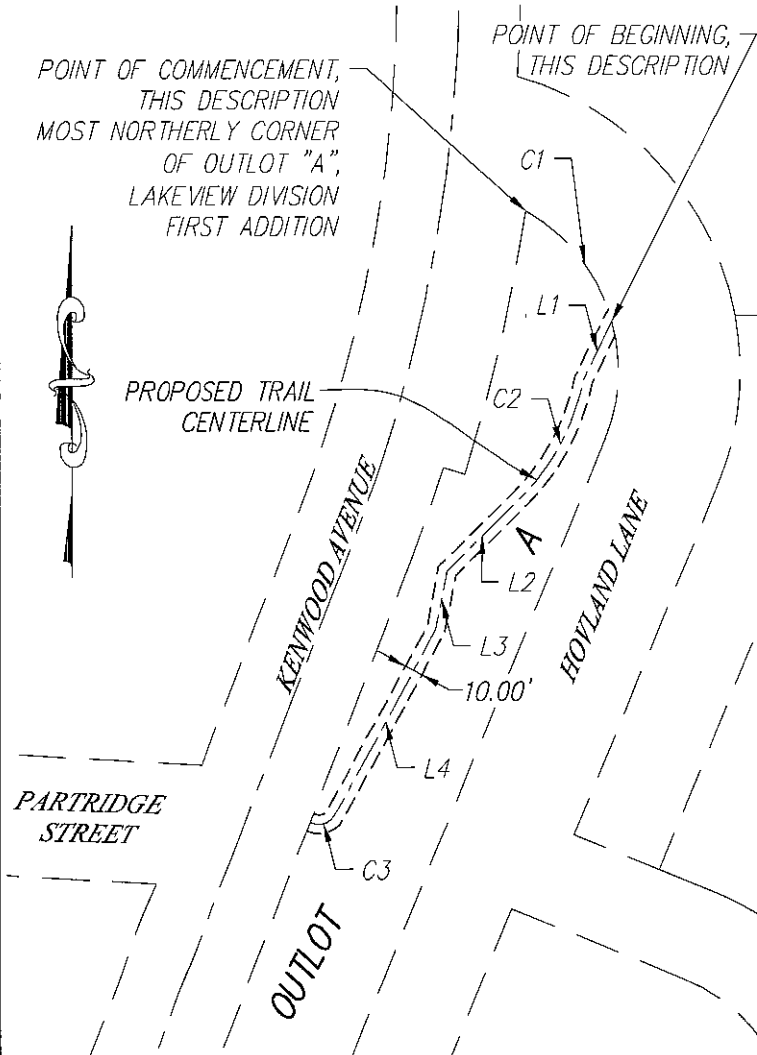 POINT OF COMMENCEMENT,
THIS DESCRIPTION
MOST NORTHERLY CORNER
OF OUTLOT "A",
LAKEVIEW DIVISION
FIRST ADDITION
POINT OF BEGINNING,
THIS DESCRIPTION
C1
L1
PROPOSED TRAIL
CENTERLINE
C2
KENWOOD AVENUE
A
L2
HOVLAND LANE
L3
10.00'
L4
PARTRIDGE
STREET
C3
OUTLOT